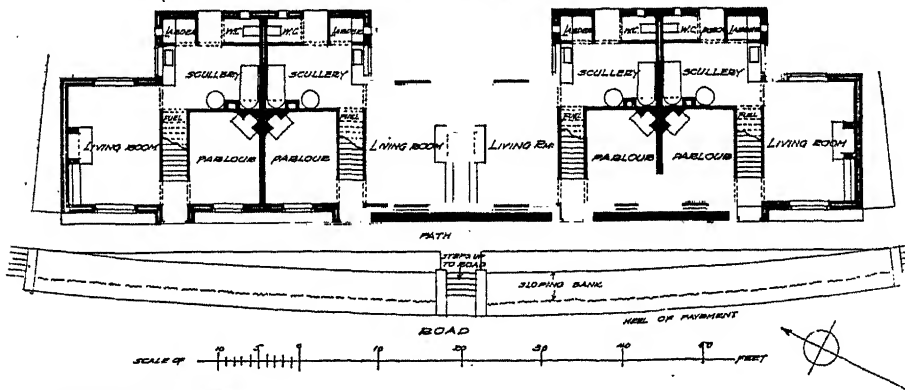 LARDER W.C. W.C. LARDER LARDER W.C. W.C. LARDER
SCULLERY SCULLERY SCULLERY SCULLERY
FUEL FUEL FUEL FUEL
LIVING ROOM PARLOUR PARLOUR LIVING ROOM LIVING RM PARLOUR PARLOUR LIVING ROOM
PATH
STEPS UP
TO ROAD
SLOPING BANK
HEEL OF PAVEMENT
ROAD
SCALE OF 10 5 0 10 20 30 40 50 FEET